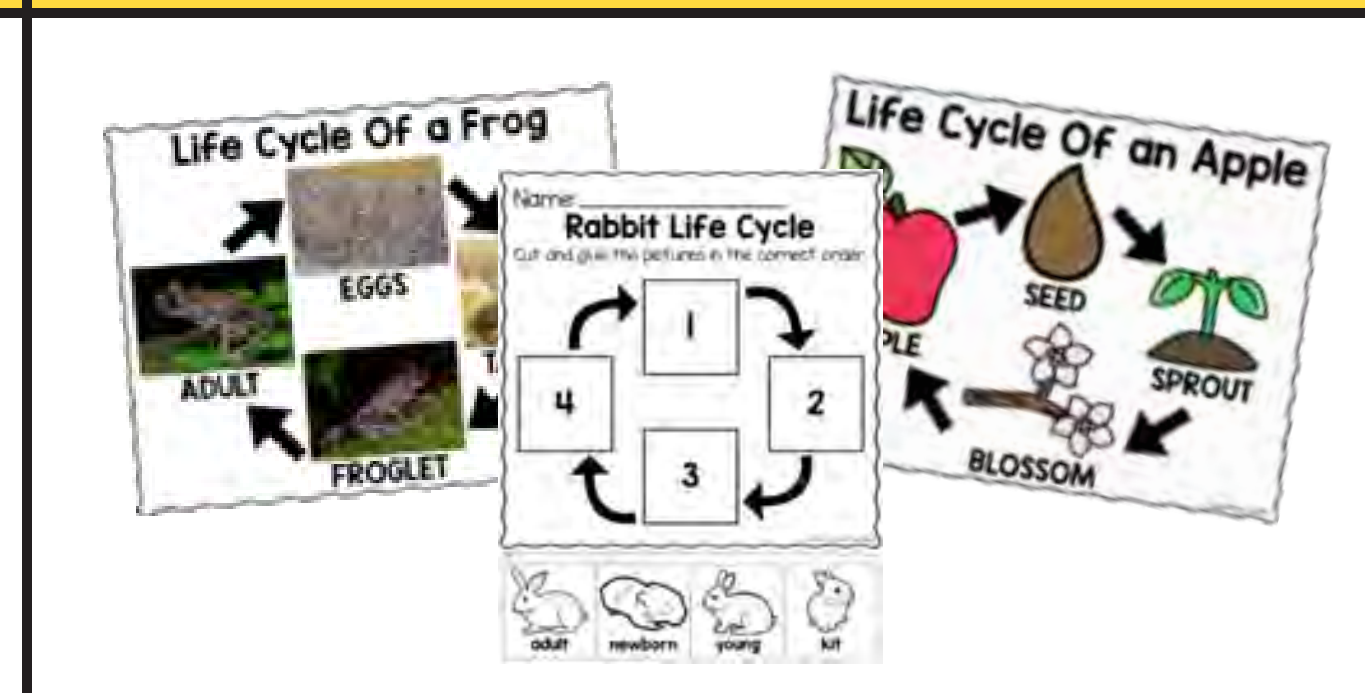 Life Cycle Of a Frog
EGGS
ADULT
FROGLET
Name:
Rabbit Life Cycle
Cut and glue the pictures in the correct order.
1
2
3
4
adult
newborn
young
kit
Life Cycle Of an Apple
SEED
SPROUT
BLOSSOM